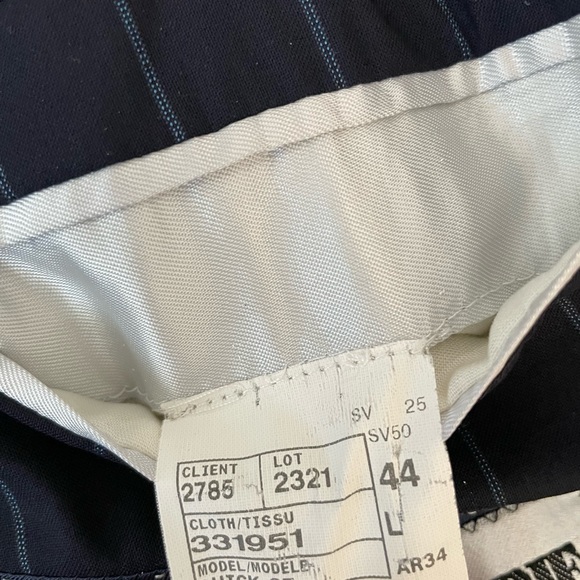 SV 25
SV50
CLIENT LOT 44
2785 2321
CLOTH/TISSU L
331951
MODEL/MODELE AR34